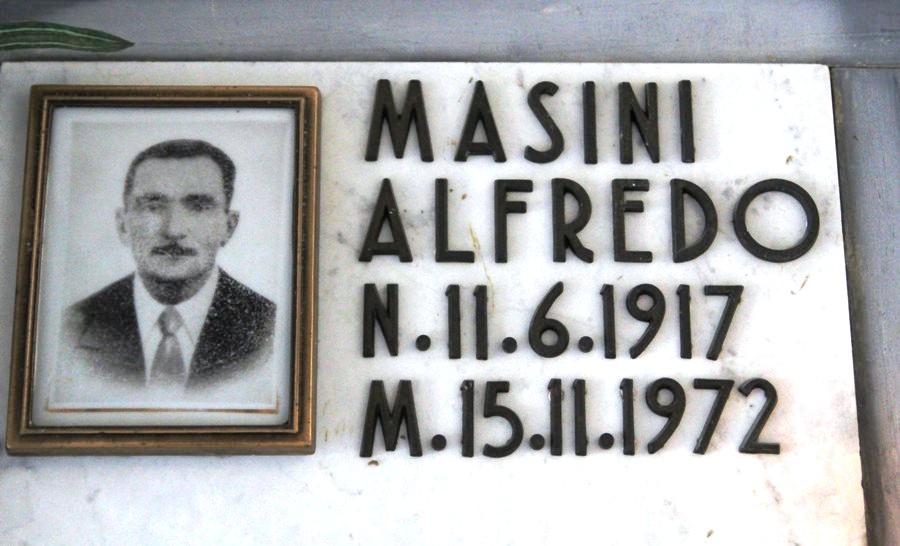 MASINI
ALFREDO
N.11.6.1917
M.15.11.1972